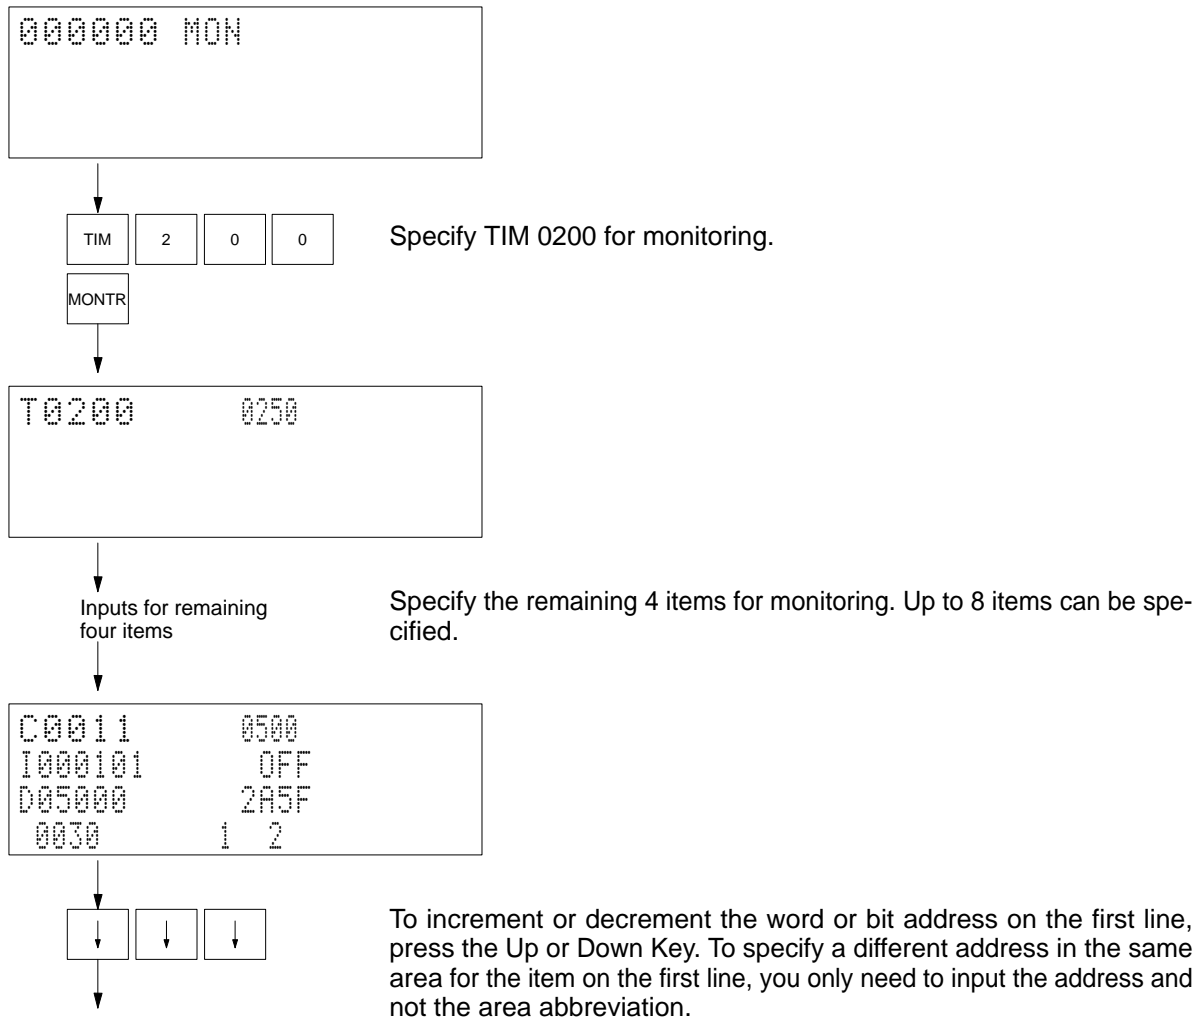 000000 MON
TIM 2 0 0
Specify TIM 0200 for monitoring.
MONTR
T0200 0250
Inputs for remaining
four items
Specify the remaining 4 items for monitoring. Up to 8 items can be spe-
cified.
C0011 0500
I000101 OFF
D05000 2A5F
0030 1 2
↓ ↓ ↓
To increment or decrement the word or bit address on the first line,
press the Up or Down Key. To specify a different address in the same
area for the item on the first line, you only need to input the address and
not the area abbreviation.